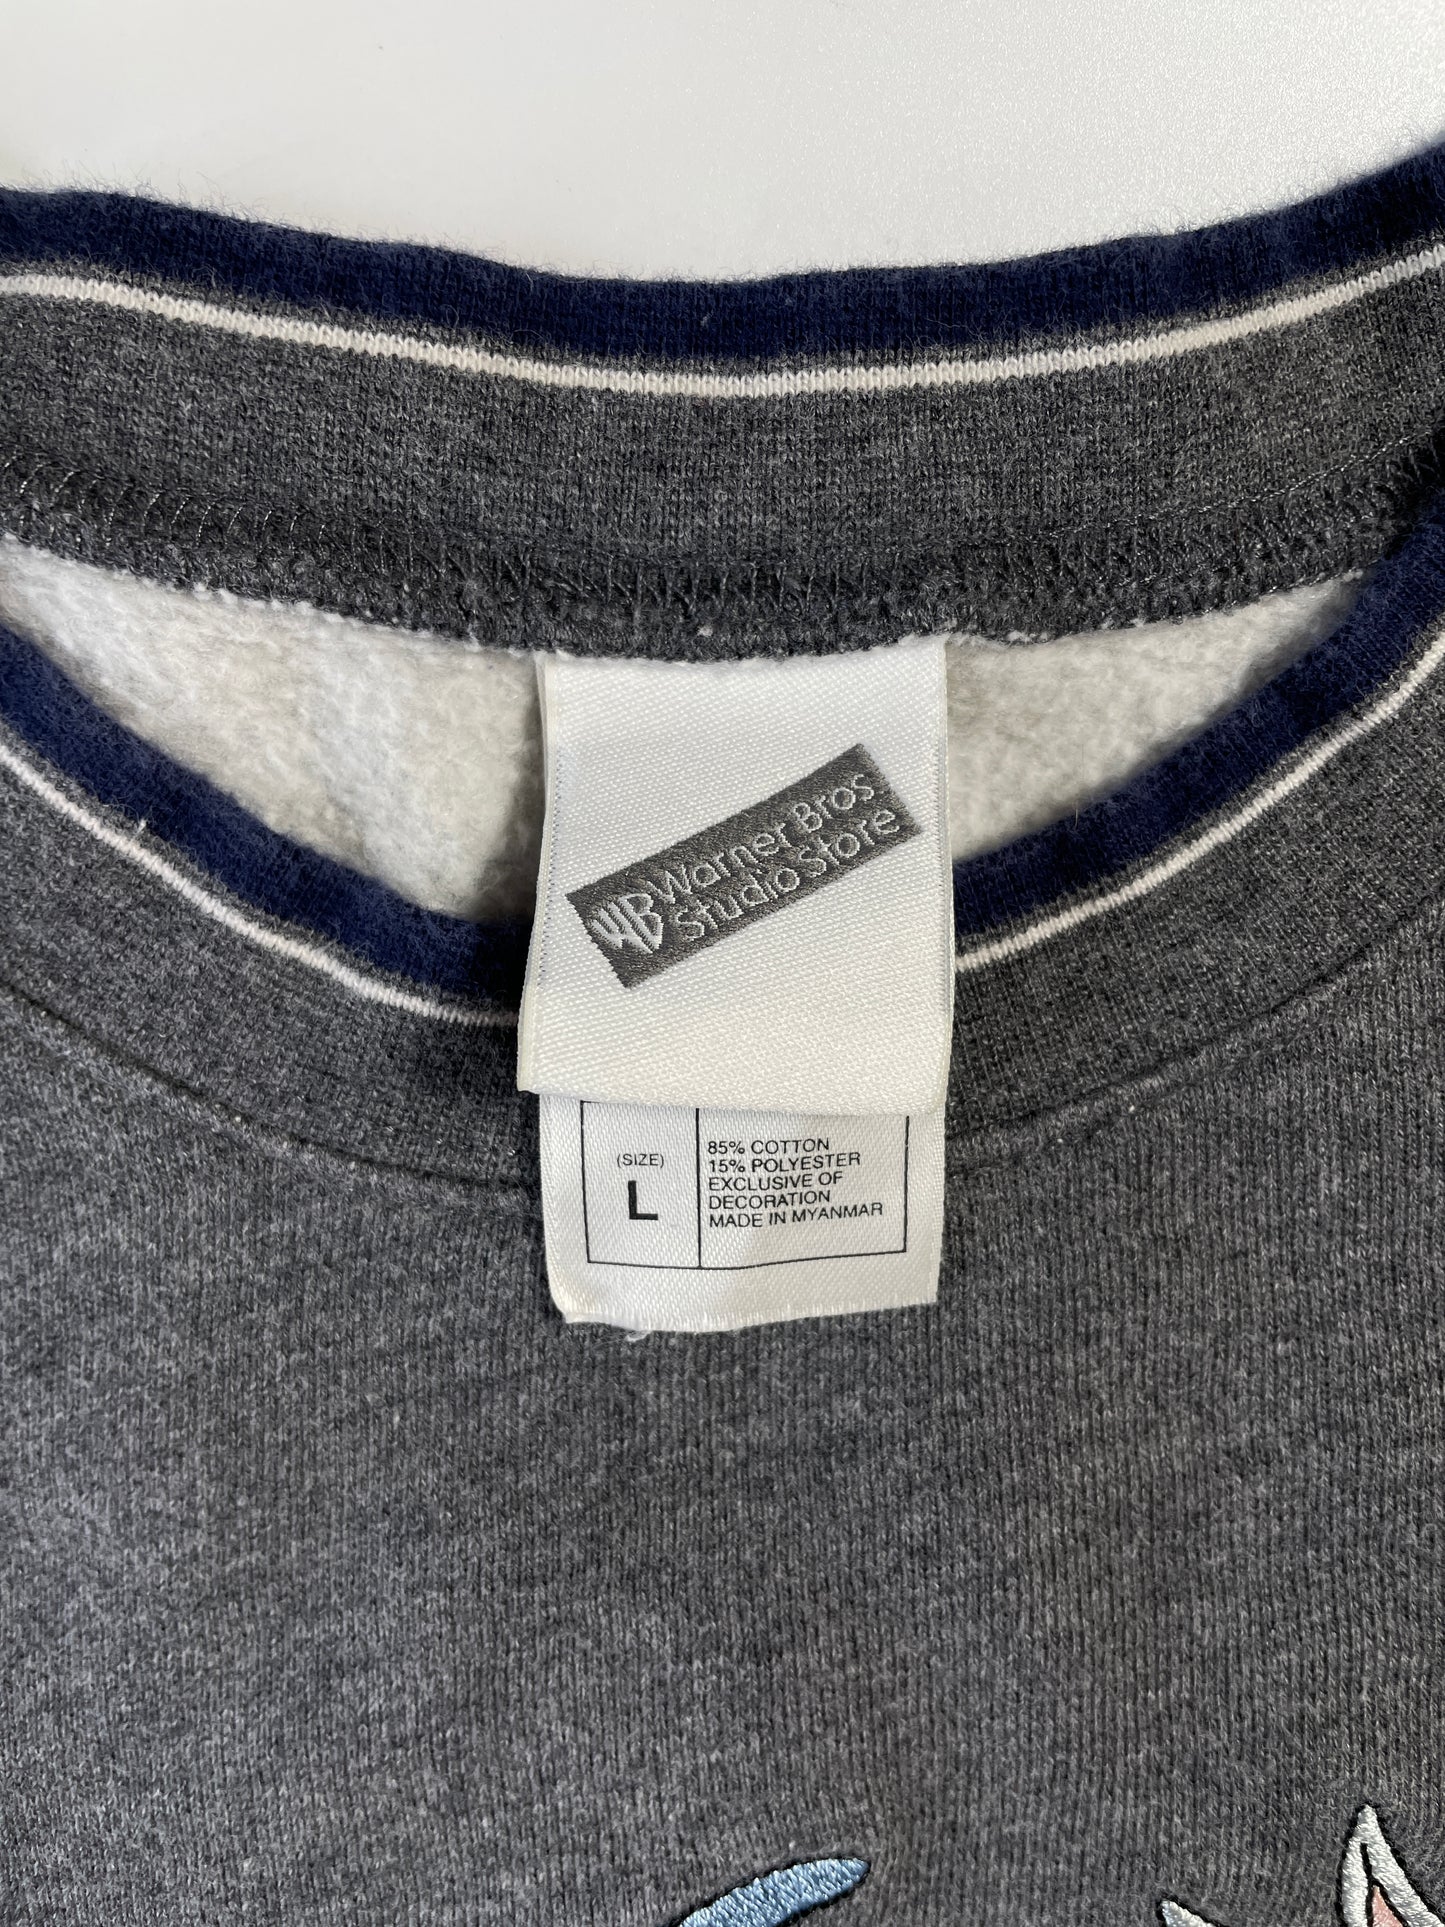 WB Warner Bros
Studio Store
(SIZE)
L
85% COTTON
15% POLYESTER
EXCLUSIVE OF
DECORATION
MADE IN MYANMAR